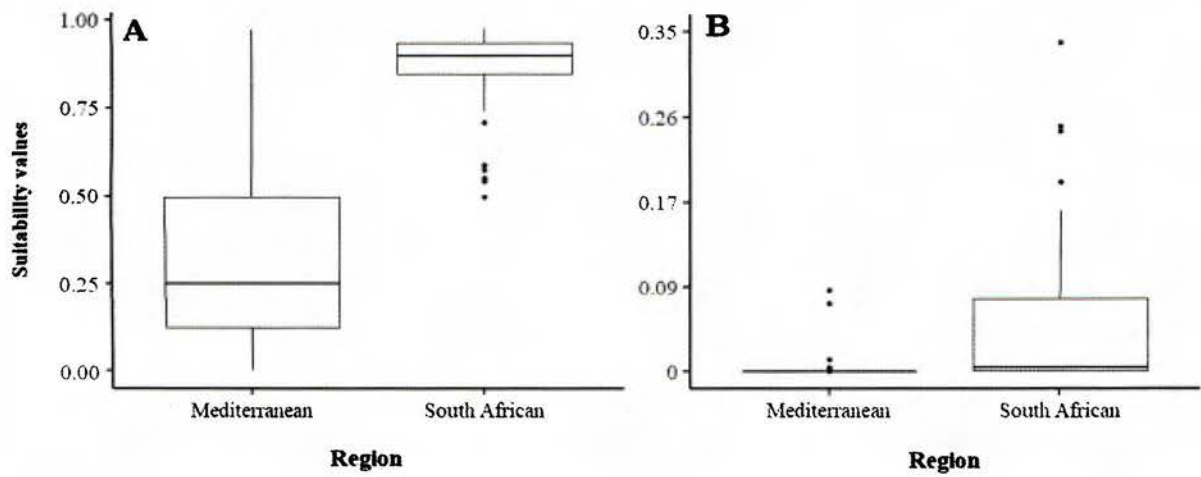 A
Suitability values
1.00
0.75
0.50
0.25
0.00
Mediterranean South African
Region
B
0.35
0.26
0.17
0.09
0
Mediterranean South African
Region